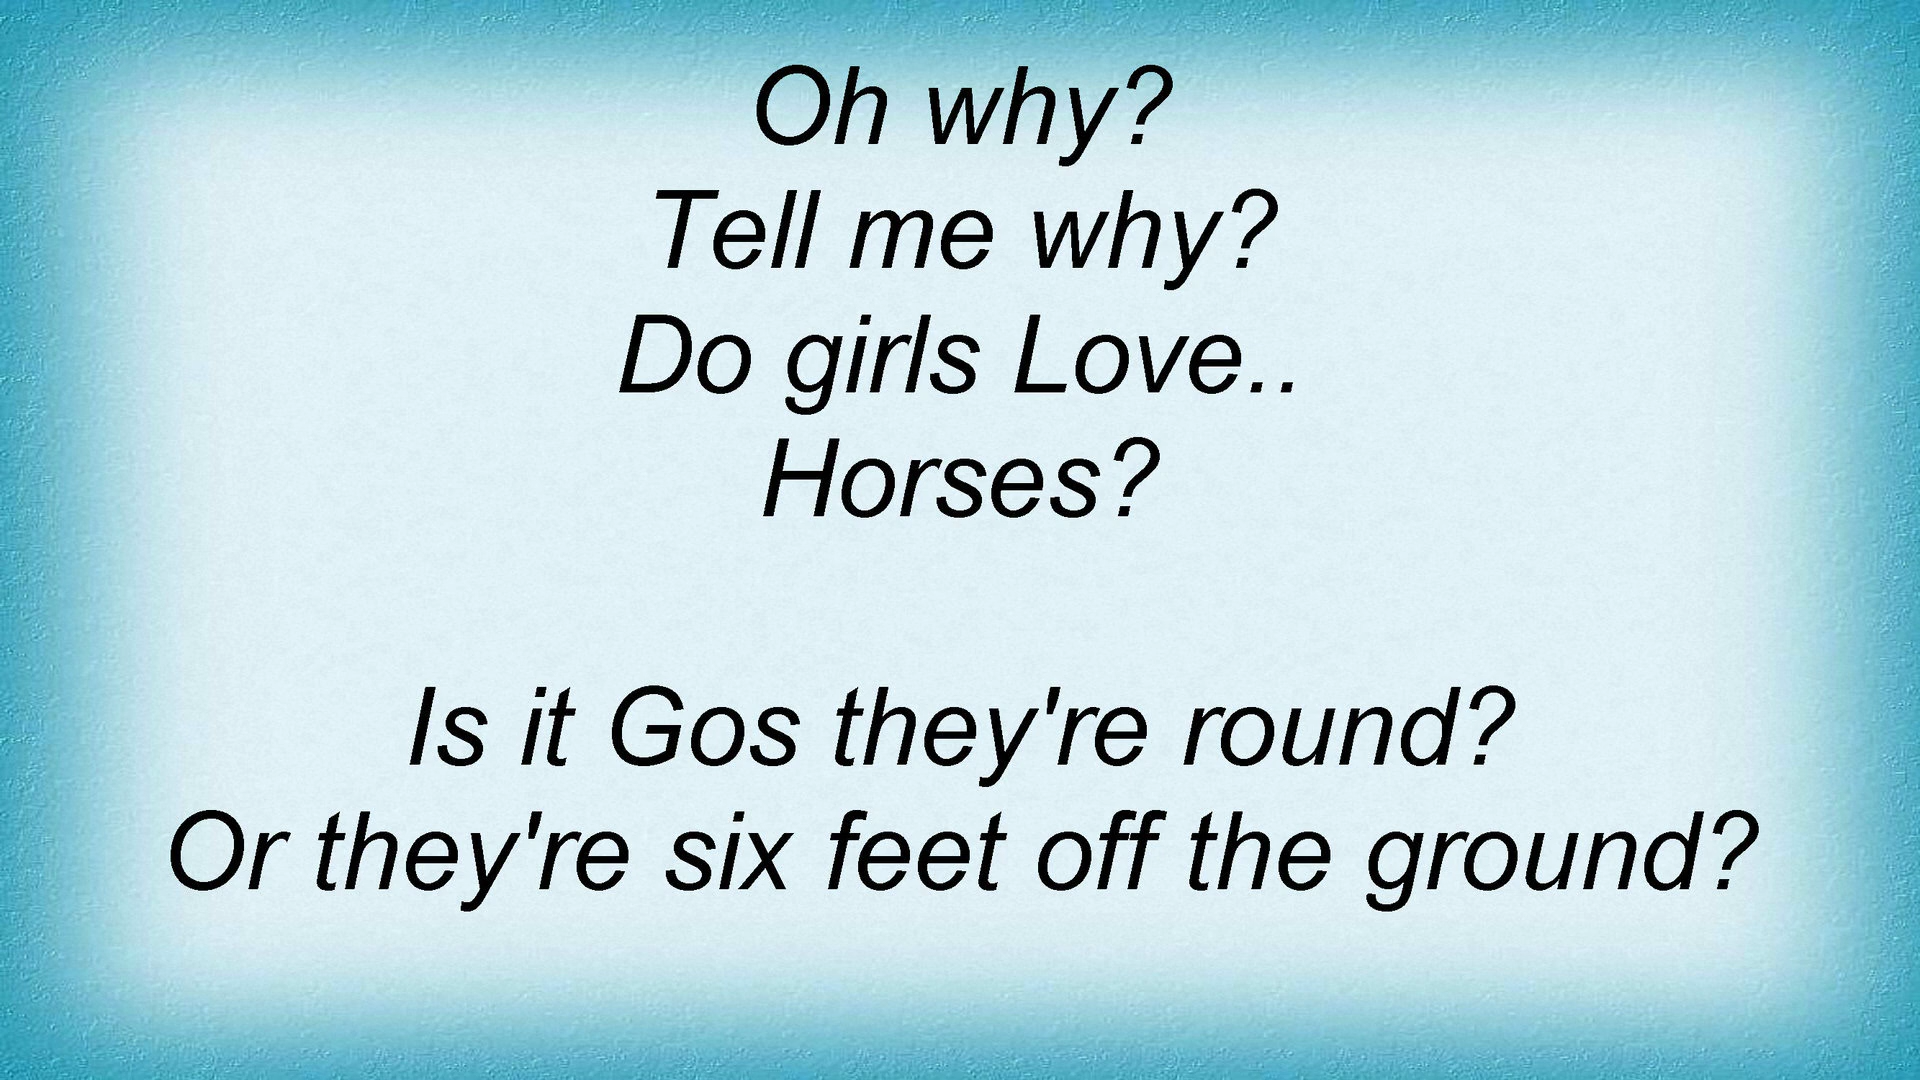 Oh why?
Tell me why?
Do girls Love..
Horses?
Is it Gos they're round?
Or they're six feet off the ground?